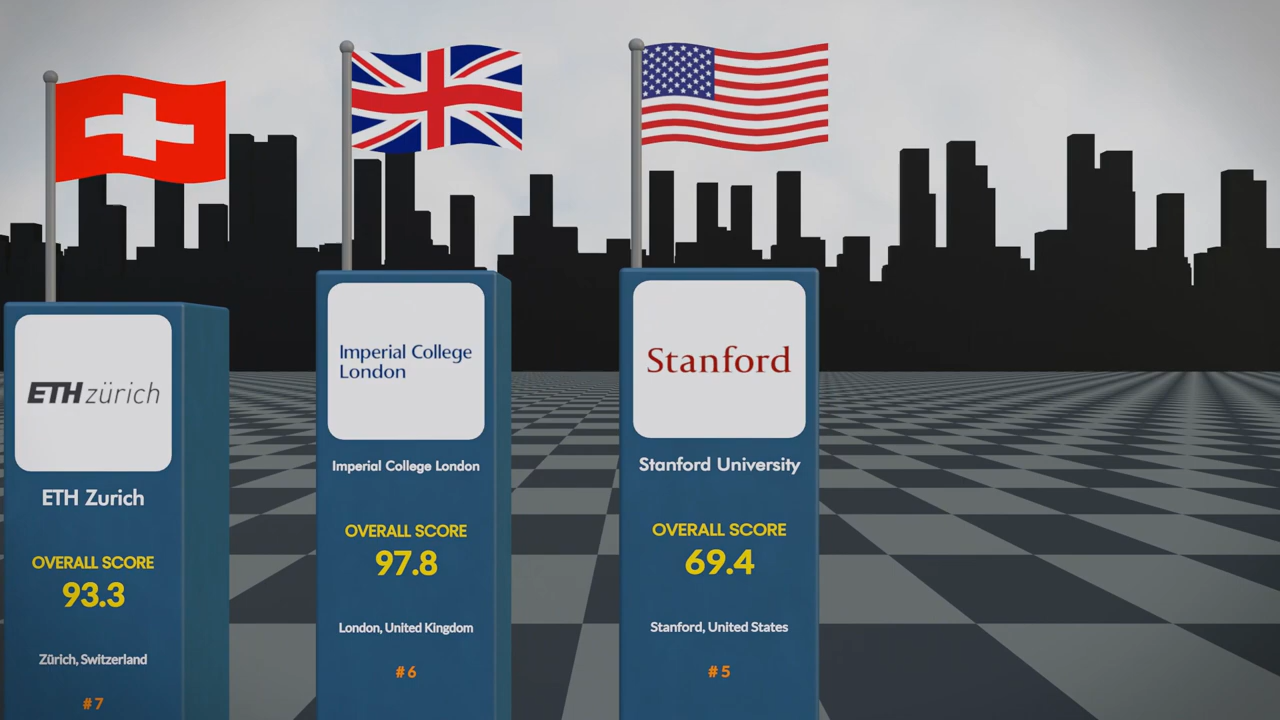 ETH zürich
ETH Zurich
OVERALL SCORE
93.3
Zürich, Switzerland
#7
Imperial College
London
Imperial College London
OVERALL SCORE
97.8
London, United Kingdom
#6
Stanford
Stanford University
OVERALL SCORE
69.4
Stanford, United States
#5